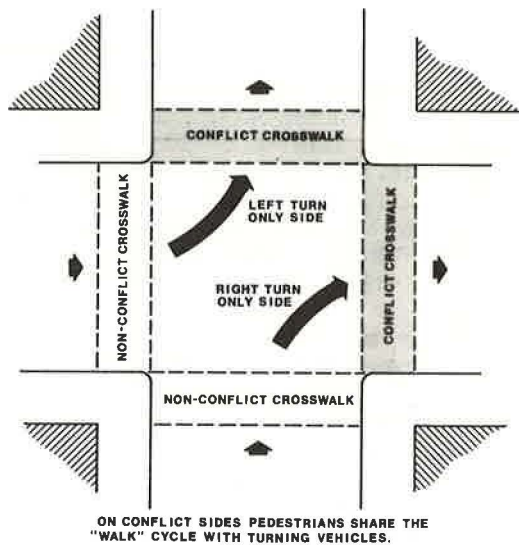 CONFLICT CROSSWALK
LEFT TURN
ONLY SIDE
NON-CONFLICT CROSSWALK
RIGHT TURN
ONLY SIDE
CONFLICT CROSSWALK
NON-CONFLICT CROSSWALK
ON CONFLICT SIDES PEDESTRIANS SHARE THE
"WALK" CYCLE WITH TURNING VEHICLES.